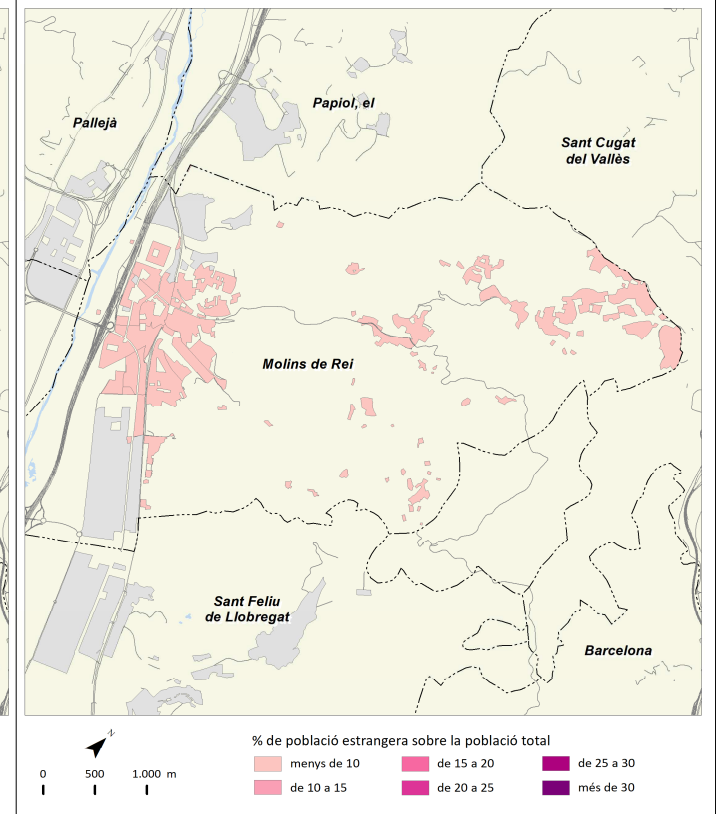 Papiol, el
Pallejà
Sant Cugat
del Vallès
Molins de Rei
Sant Feliu
de Llobregat
Barcelona
N
0 500 1.000 m
% de població estrangera sobre la població total
menys de 10
de 10 a 15
de 15 a 20
de 20 a 25
de 25 a 30
més de 30